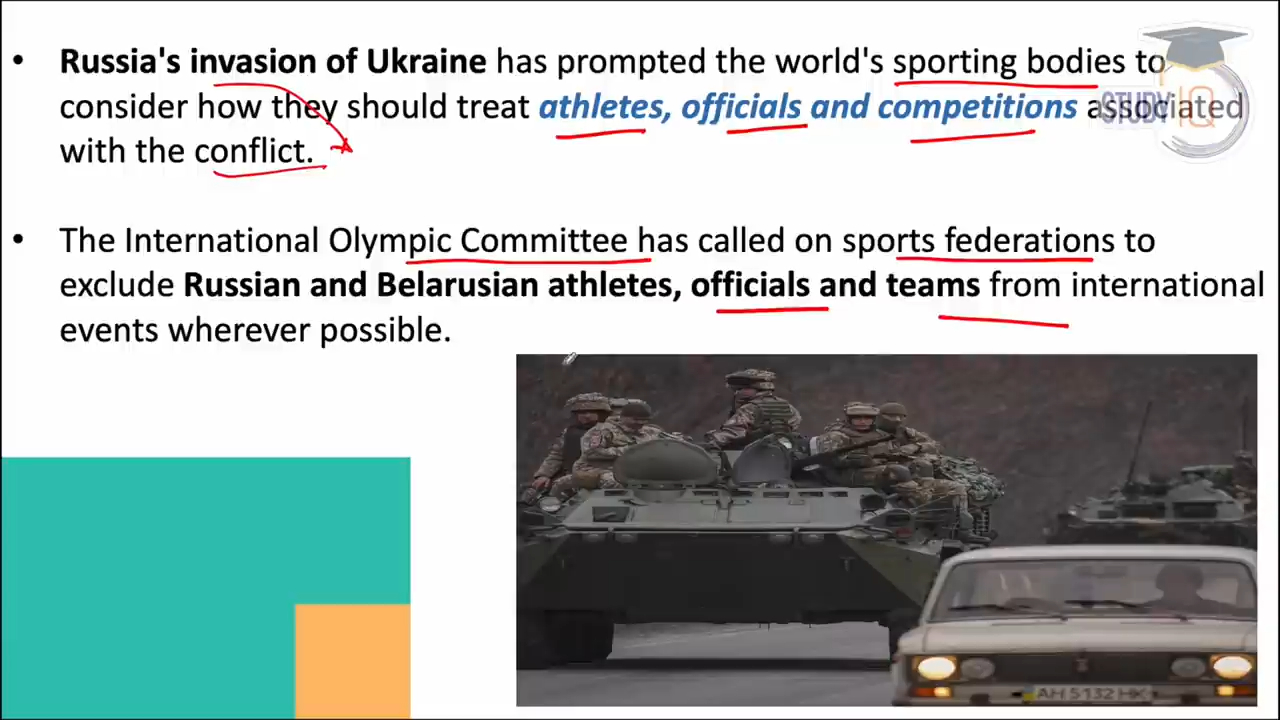 • Russia's invasion of Ukraine has prompted the world's sporting bodies to
consider how they should treat athletes, officials and competitions associated
with the conflict.
• The International Olympic Committee has called on sports federations to
exclude Russian and Belarusian athletes, officials and teams from international
events wherever possible.
STUDY IQ
AH 5132 HK